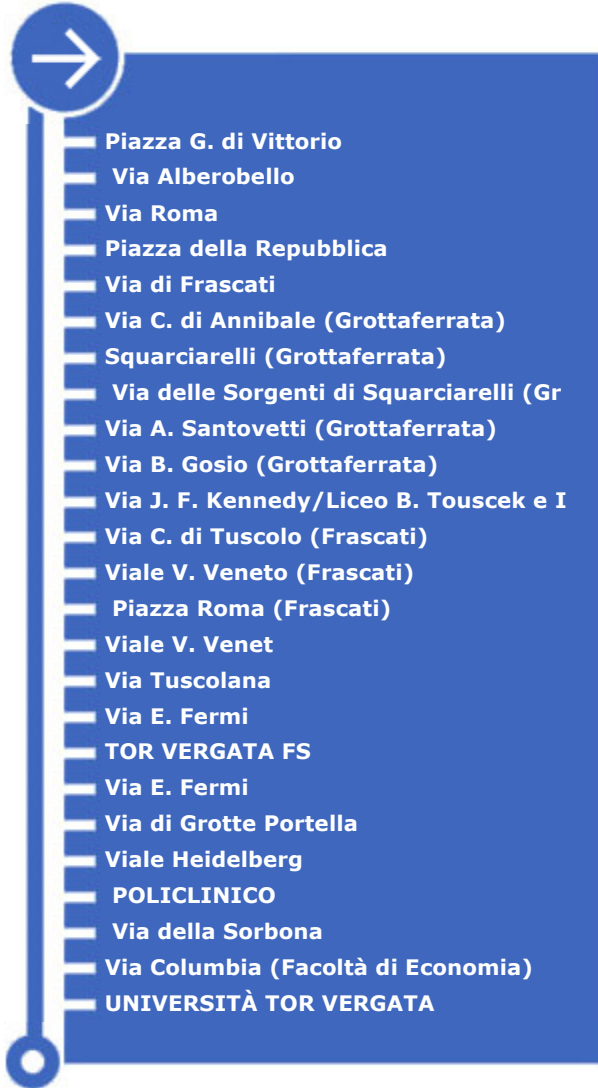 Piazza G. di Vittorio
Via Alberobello
Via Roma
Piazza della Repubblica
Via di Frascati
Via C. di Annibale (Grottaferrata)
Squarciarelli (Grottaferrata)
Via delle Sorgenti di Squarciarelli (Gr
Via A. Santovetti (Grottaferrata)
Via B. Gosio (Grottaferrata)
Via J. F. Kennedy/Liceo B. Touscek e I
Via C. di Tuscolo (Frascati)
Viale V. Veneto (Frascati)
Piazza Roma (Frascati)
Viale V. Venet
Via Tuscolana
Via E. Fermi
TOR VERGATA FS
Via E. Fermi
Via di Grotte Portella
Viale Heidelberg
POLICLINICO
Via della Sorbona
Via Columbia (Facoltà di Economia)
UNIVERSITÀ TOR VERGATA